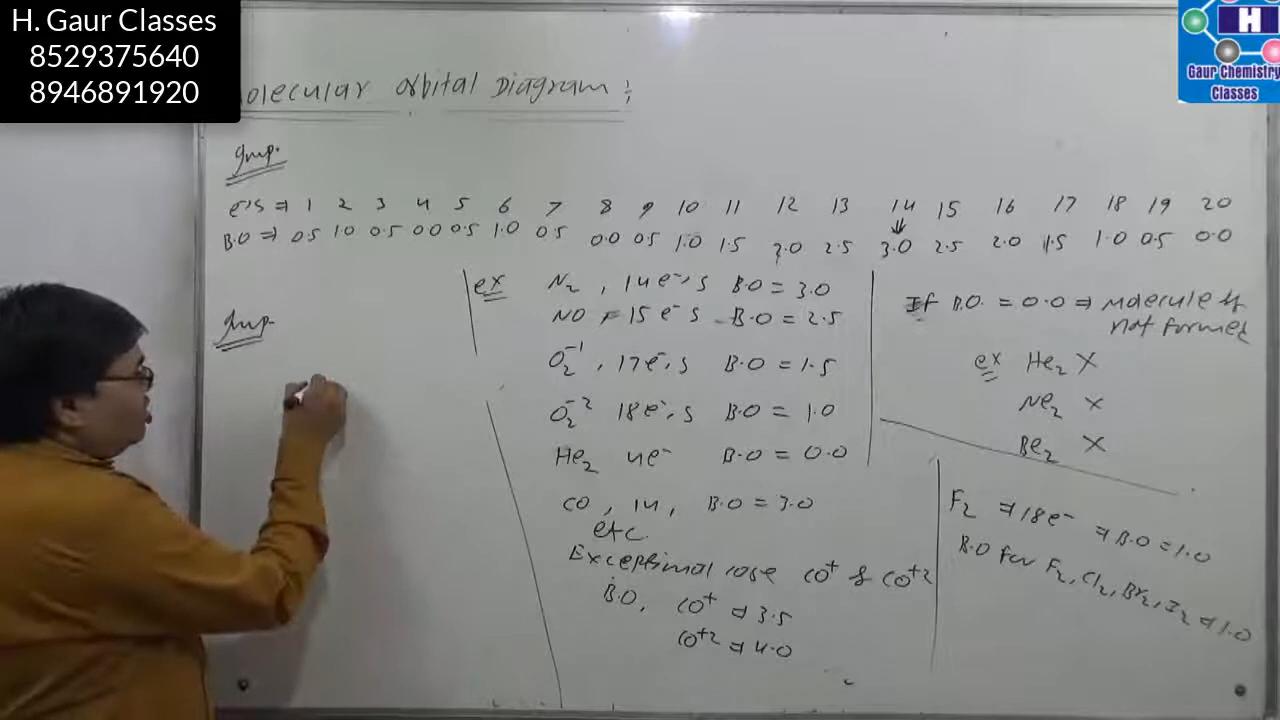 H. Gaur Classes
8529375640
8946891920
H
Gaur Chemistry
Classes
olecular orbital Diagram :
Imp.
e⁻s ⇒ 1 2 3 4 5 6 7 8 9 10 11 12 13 14 15 16 17 18 19 20
B.O ⇒ 0.5 1.0 0.5 0.0 0.5 1.0 0.5 0.0 0.5 1.0 1.5 2.0 2.5 3.0 2.5 2.0 1.5 1.0 0.5 0.0
Imp.
ex N₂ , 14e⁻s B.O = 3.0
NO = 15e⁻s B.O = 2.5
O₂⁻¹ , 17e⁻s B.O = 1.5
O₂⁻² 18e⁻s B.O = 1.0
He₂ 4e⁻ B.O = 0.0
CO , 14 , B.O = 3.0
etc.
Exceptional case CO⁺ & CO⁺²
B.O, CO⁺ ⇒ 3.5
CO⁺² ⇒ 4.0
If B.O. = 0.0 ⇒ molecule is
not formed
ex He₂ X
Ne₂ X
Be₂ X
F₂ ⇒ 18e⁻ ⇒ B.O = 1.0
B.O for F₂, Cl₂, Br₂, I₂ ⇒ 1.0